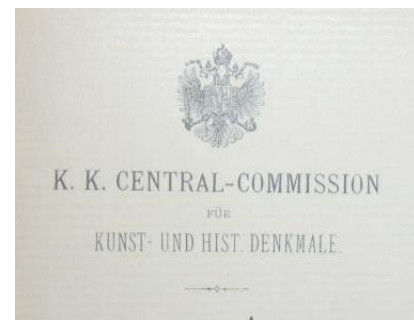 K. K. CENTRAL-COMMISSION
FÜR
KUNST- UND HIST. DENKMALE.